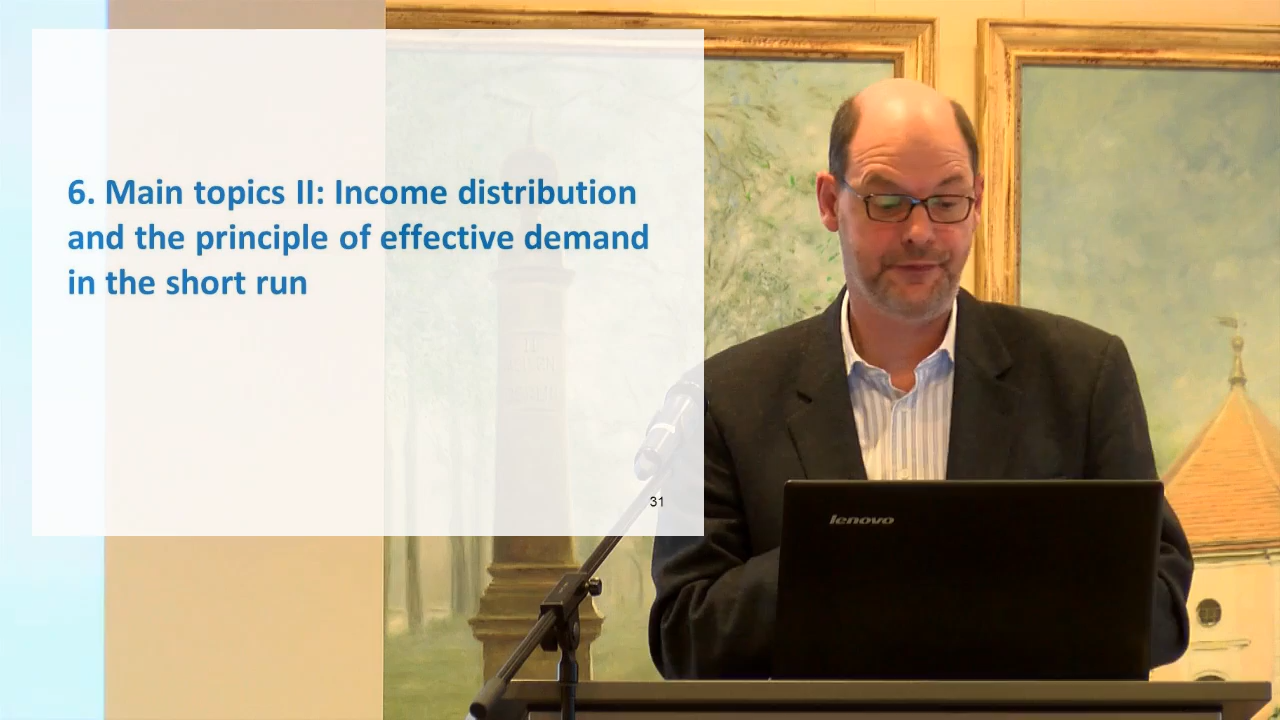 6. Main topics II: Income distribution
and the principle of effective demand
in the short run
31
lenovo